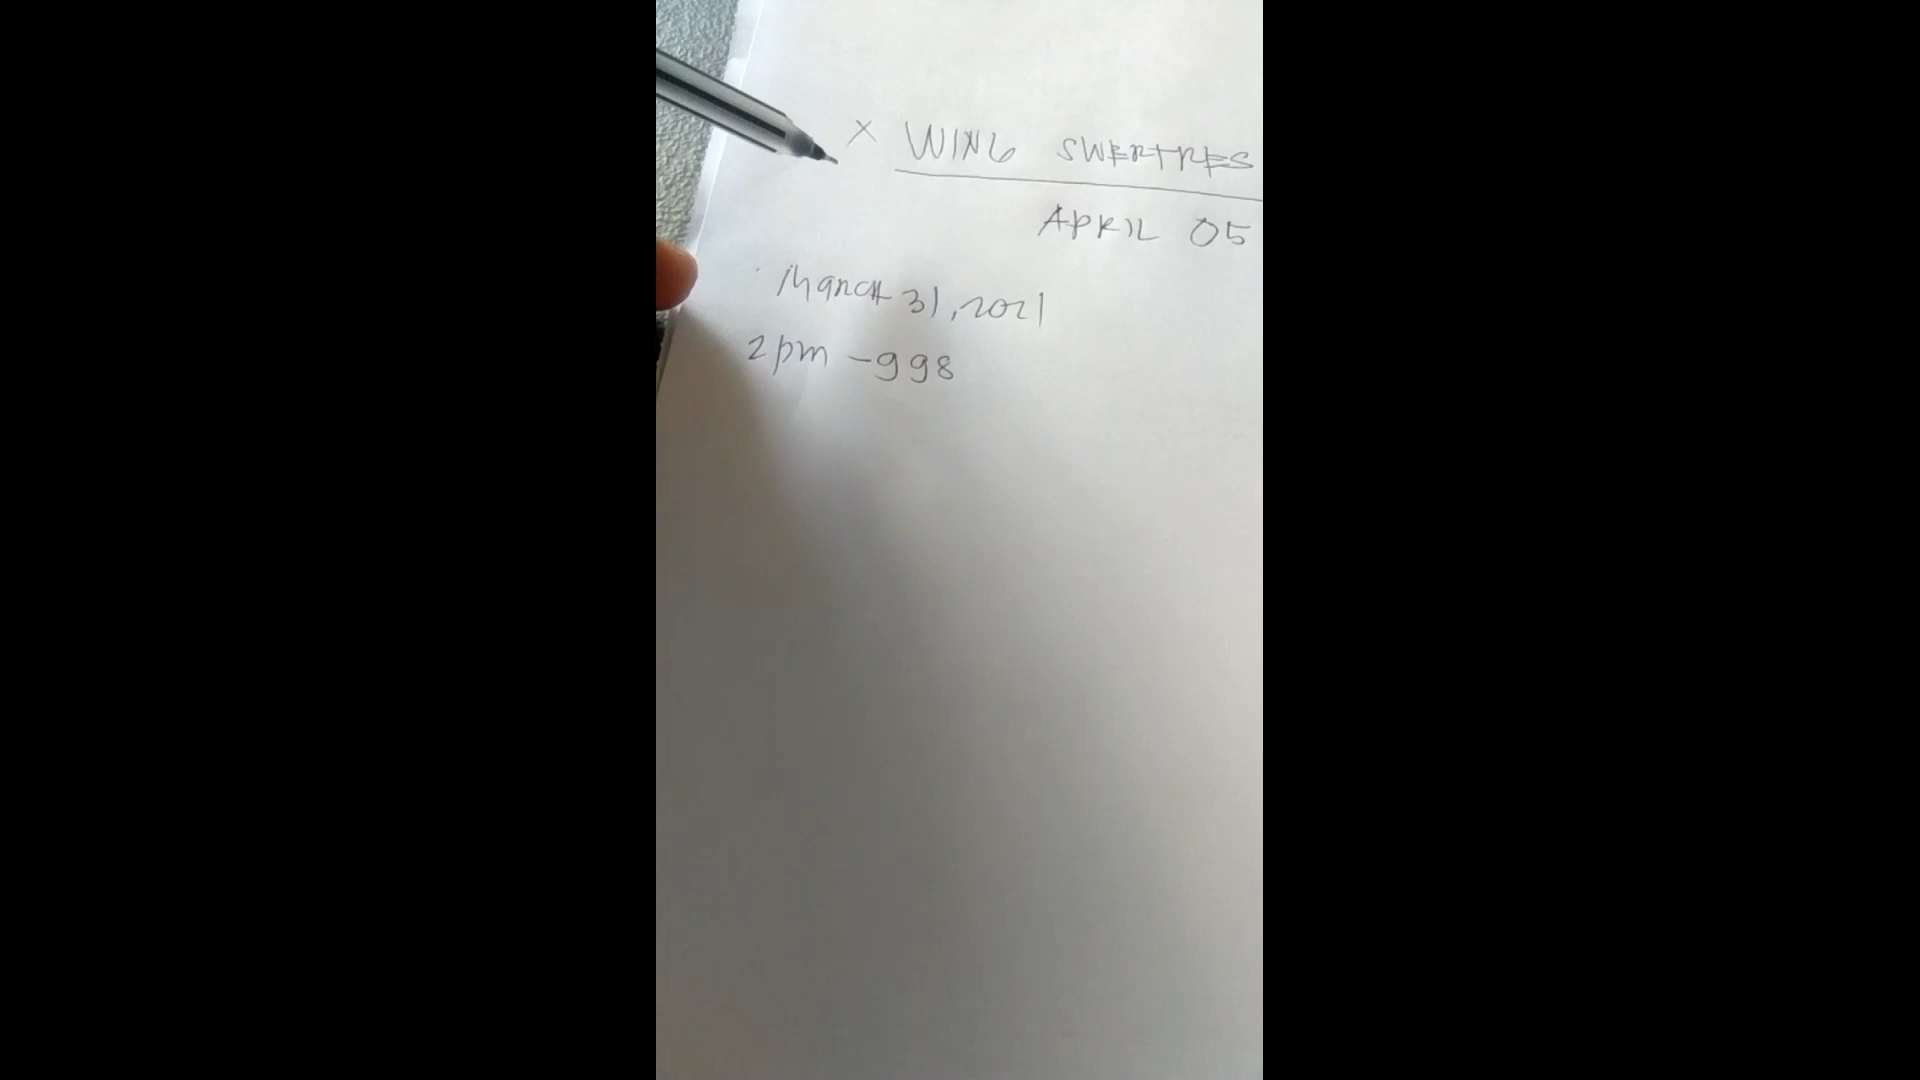 X WING SWERTRES
APRIL 05
March 31, 2021
2pm - 998